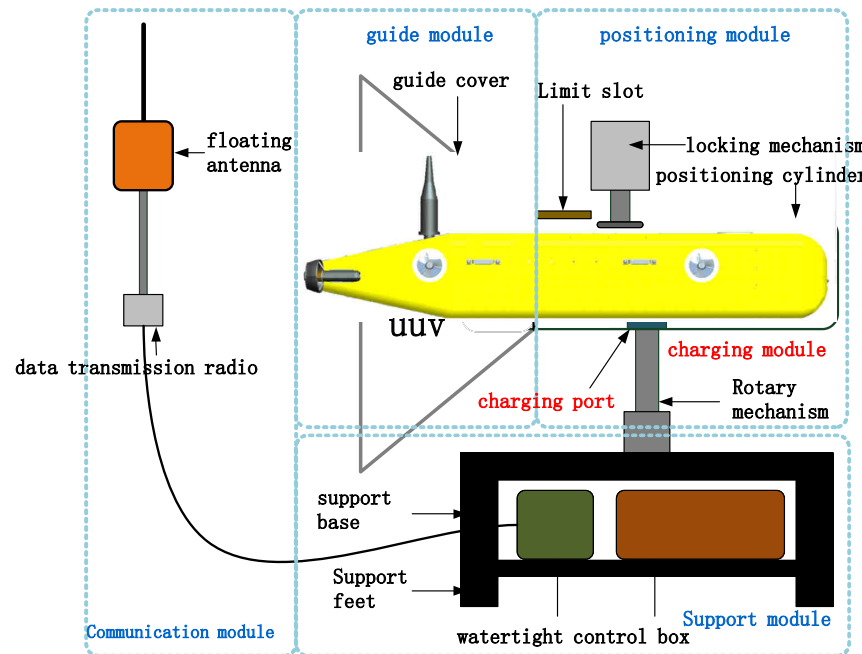 guide module
positioning module
guide cover
Limit slot
floating
antenna
locking mechanism
positioning cylinder
uuv
data transmission radio
charging module
charging port
Rotary
mechanism
support
base
Support
feet
Communication module
watertight control box
Support module